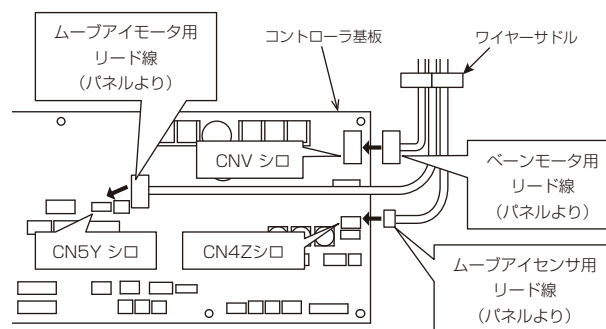 ムーブアイモータ用
リード線
（パネルより）
コントローラ基板
ワイヤーサドル
CNV シロ
ベーンモータ用
リード線
（パネルより）
CN5Y シロ
CN4Zシロ
ムーブアイセンサ用
リード線
（パネルより）